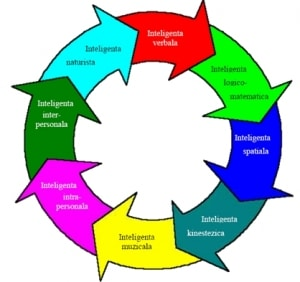 Inteligenta
verbala
Inteligenta
logico-
matematica
Inteligenta
spatiala
Inteligenta
kinestezica
Inteligenta
muzicala
Inteligenta
intra-
personala
Inteligenta
inter-
personala
Inteligenta
naturista